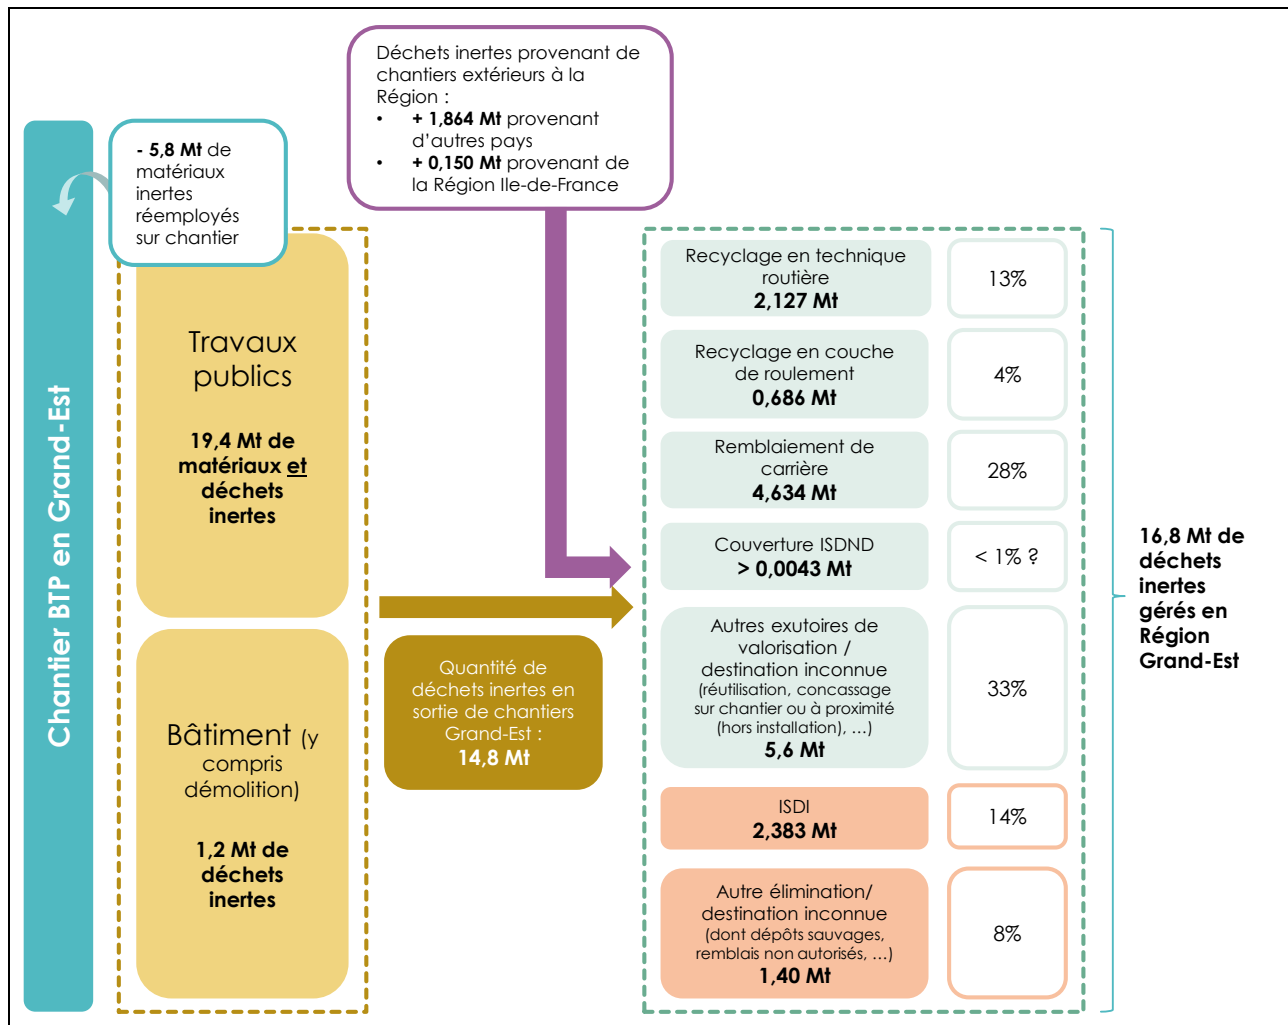 Chantier BTP en Grand-Est
- 5,8 Mt de
matériaux
inertes
réemployés
sur chantier
Travaux
publics
19,4 Mt de
matériaux et
déchets
inertes
Bâtiment (y
compris
démolition)
1,2 Mt de
déchets
inertes
Déchets inertes provenant de
chantiers extérieurs à la
Région :
• + 1,864 Mt provenant
d’autres pays
• + 0,150 Mt provenant de
la Région Ile-de-France
Quantité de
déchets inertes en
sortie de chantiers
Grand-Est :
14,8 Mt
Recyclage en technique
routière
2,127 Mt
13%
Recyclage en couche
de roulement
0,686 Mt
4%
Remblaiement de
carrière
4,634 Mt
28%
Couverture ISDND
> 0,0043 Mt
< 1% ?
Autres exutoires de
valorisation /
destination inconnue
(réutilisation, concassage
sur chantier ou à proximité
(hors installation), …)
5,6 Mt
33%
ISDI
2,383 Mt
14%
Autre élimination/
destination inconnue
(dont dépôts sauvages,
remblais non autorisés, …)
1,40 Mt
8%
16,8 Mt de
déchets
inertes
gérés en
Région
Grand-Est